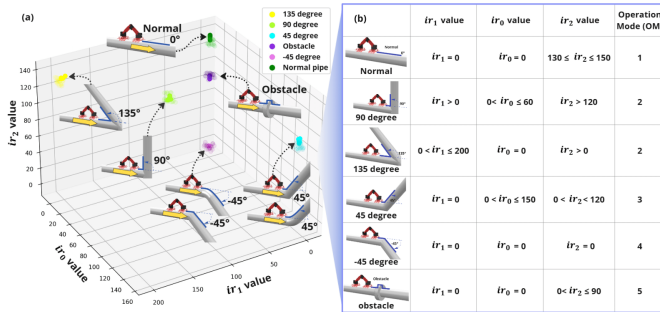 (a)
Normal
0°
135 degree
90 degree
45 degree
Obstacle
-45 degree
Normal pipe
Obstacle
135°
90°
-45°
-45°
45°
45°
ir₂ value
140
120
100
80
60
40
20
0
ir₀ value
0
20
40
60
80
100
120
140
160
ir₁ value
200
150
100
50
0
(b)
ir₁ value ir₀ value ir₂ value Operation Mode (OM)
Normal 0°
Normal ir₁ = 0 ir₀ = 0 130 ≤ ir₂ ≤ 150 1
90 degree ir₁ > 0 0< ir₀ ≤ 60 ir₂ > 120 2
135°
135 degree 0 < ir₁ ≤ 200 ir₀ = 0 ir₂ > 0 2
45 degree ir₁ = 0 0 < ir₀ ≤ 150 0 < ir₂ < 120 3
-45°
-45 degree ir₁ = 0 ir₀ = 0 ir₂ = 0 4
Obstacle
obstacle ir₁ = 0 ir₀ = 0 0< ir₂ ≤ 90 5